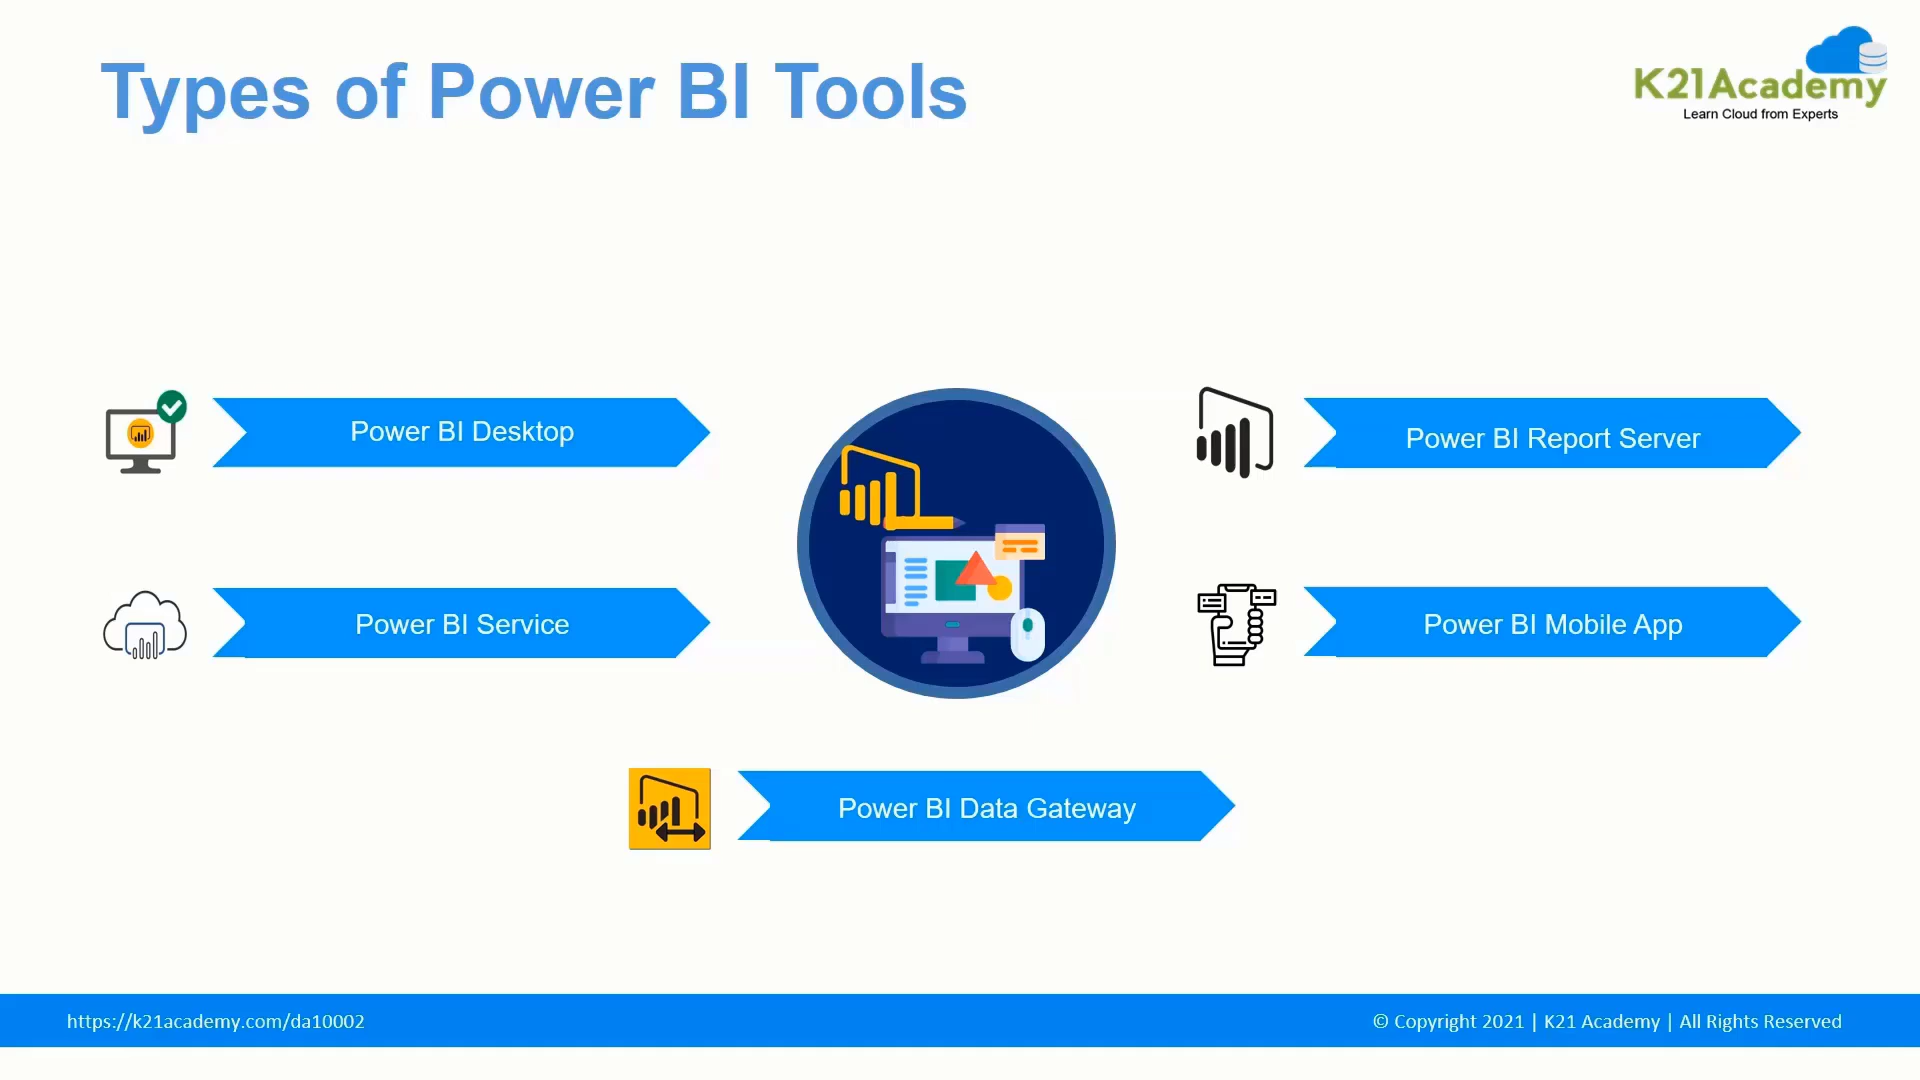 Types of Power BI Tools
K21Academy
Learn Cloud from Experts
Power BI Desktop
Power BI Report Server
Power BI Service
Power BI Mobile App
Power BI Data Gateway
https://k21academy.com/da10002
© Copyright 2021 | K21 Academy | All Rights Reserved